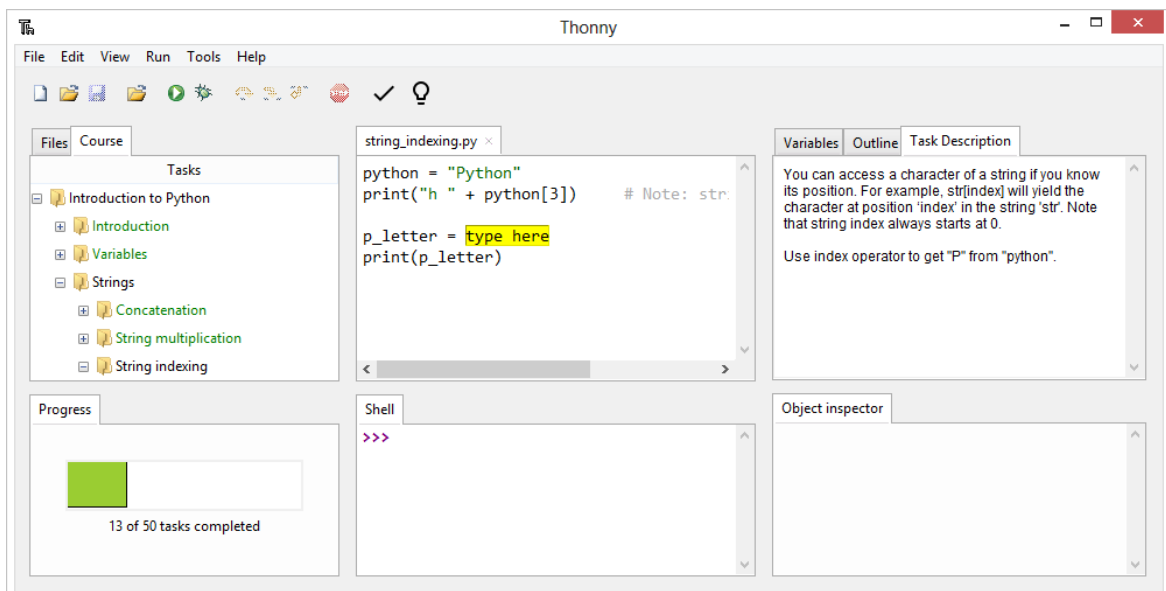 Thonny
File Edit View Run Tools Help
Files Course
Tasks
Introduction to Python
Introduction
Variables
Strings
Concatenation
String multiplication
String indexing
string_indexing.py ×
python = "Python"
print("h " + python[3]) # Note: str
p_letter = type here
print(p_letter)
Variables Outline Task Description
You can access a character of a string if you know
its position. For example, str[index] will yield the
character at position ‘index’ in the string 'str'. Note
that string index always starts at 0.
Use index operator to get "P" from "python".
Progress
13 of 50 tasks completed
Shell
>>>
Object inspector